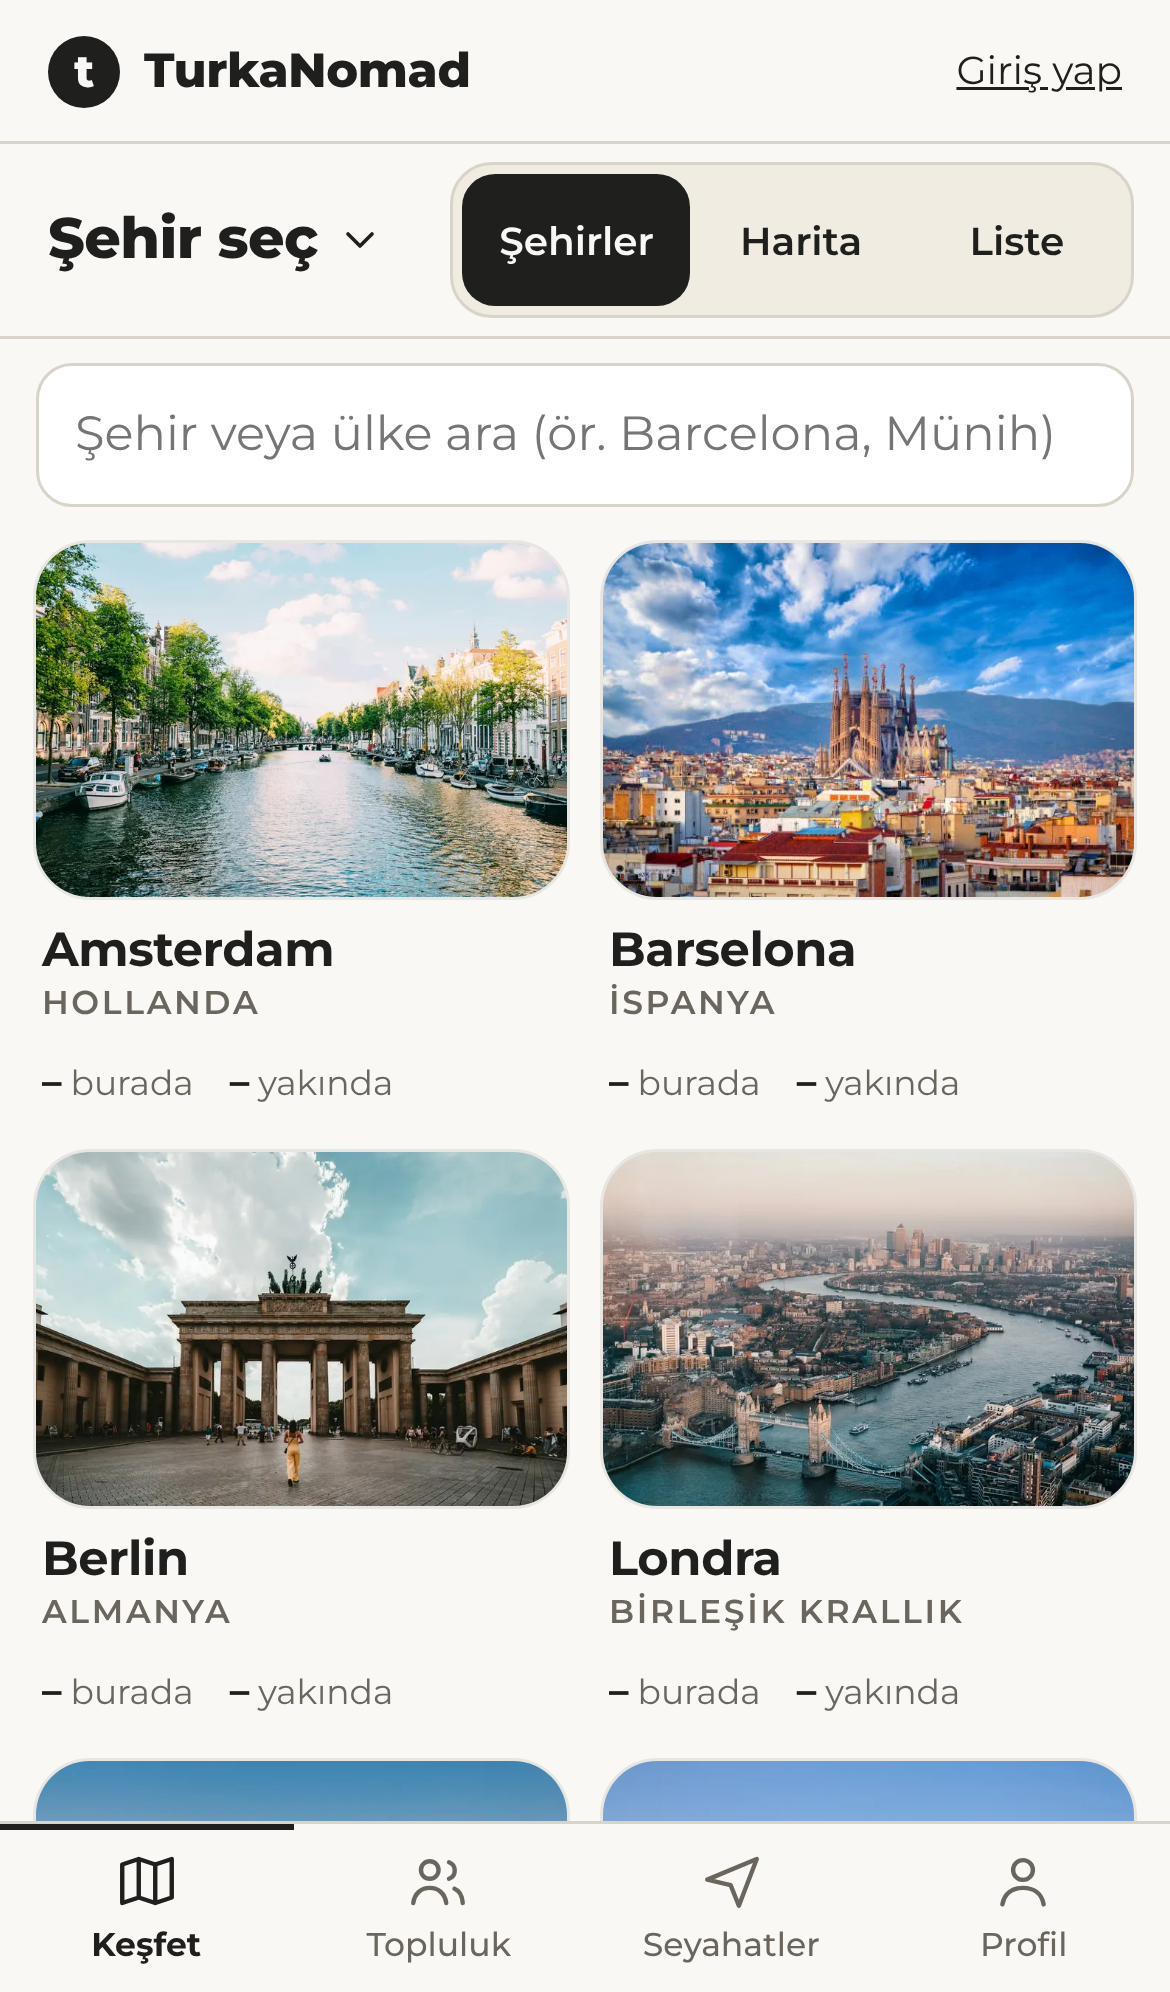 t TurkaNomad
Giriş yap
Şehir seç
Şehirler Harita Liste
Şehir veya ülke ara (ör. Barcelona, Münih)
Amsterdam
HOLLANDA
– burada – yakında
Barselona
İSPANYA
– burada – yakında
Berlin
ALMANYA
– burada – yakında
Londra
BİRLEŞİK KRALLIK
– burada – yakında
Keşfet Topluluk Seyahatler Profil